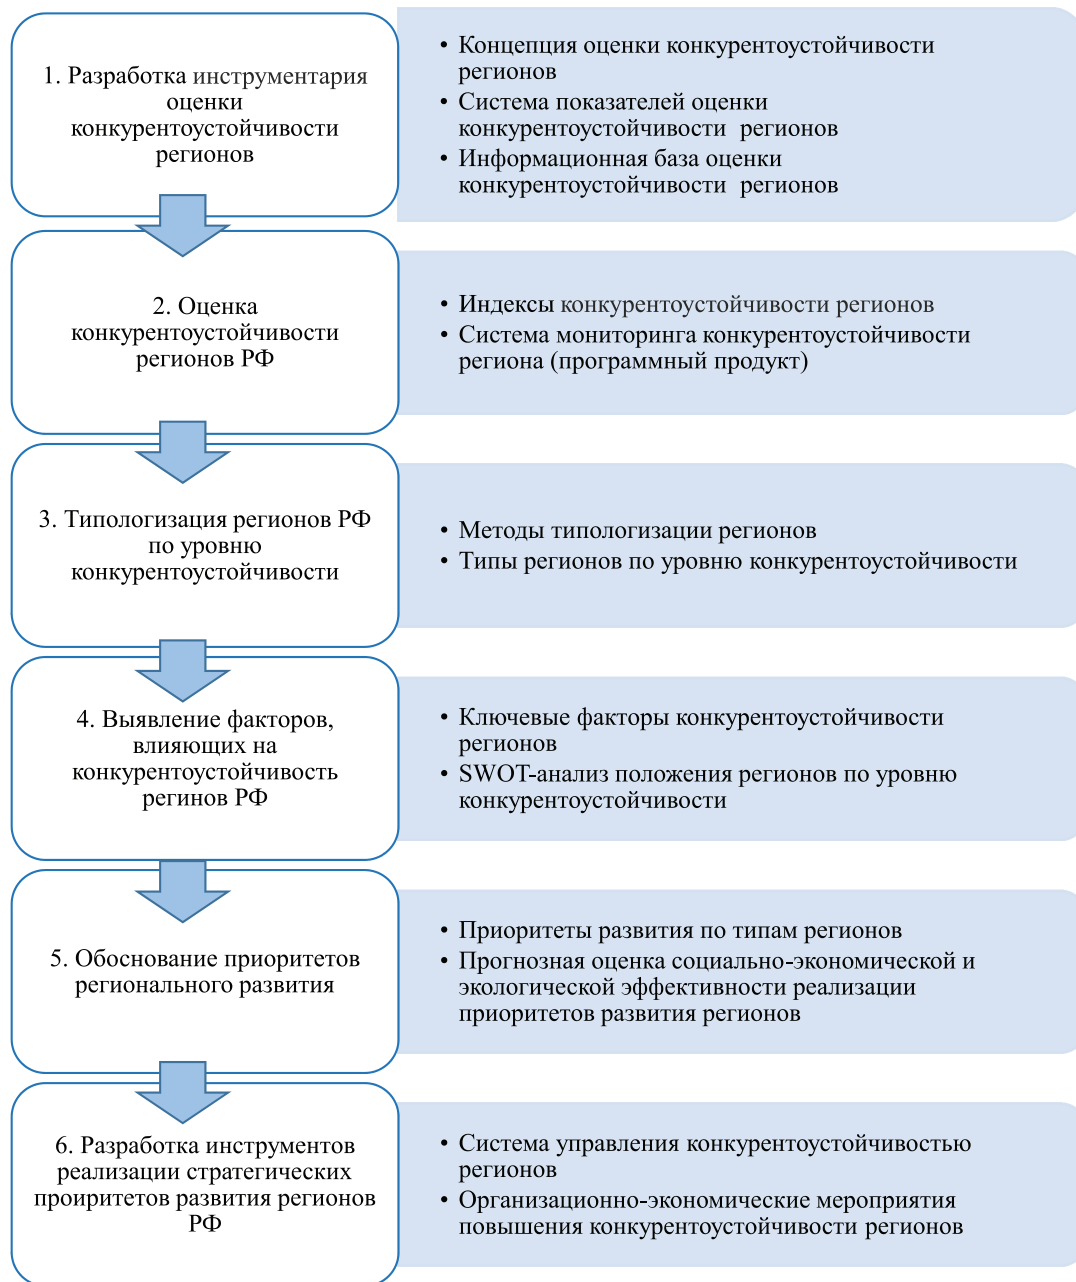 1. Разработка инструментария
оценки
конкурентоустойчивости
регионов
• Концепция оценки конкурентоустойчивости
регионов
• Система показателей оценки
конкурентоустойчивости регионов
• Информационная база оценки
конкурентоустойчивости регионов
2. Оценка
конкурентоустойчивости
регионов РФ
• Индексы конкурентоустойчивости регионов
• Система мониторинга конкурентоустойчивости
региона (программный продукт)
3. Типологизация регионов РФ
по уровню
конкурентоустойчивости
• Методы типологизации регионов
• Типы регионов по уровню конкурентоустойчивости
4. Выявление факторов,
влияющих на
конкурентоустойчивость
регинов РФ
• Ключевые факторы конкурентоустойчивости
регионов
• SWOT-анализ положения регионов по уровню
конкурентоустойчивости
5. Обоснование приоритетов
регионального развития
• Приоритеты развития по типам регионов
• Прогнозная оценка социально-экономической и
экологической эффективности реализации
приоритетов развития регионов
6. Разработка инструментов
реализации стратегических
проиритетов развития регионов
РФ
• Система управления конкурентоустойчивостью
регионов
• Организационно-экономические мероприятия
повышения конкурентоустойчивости регионов